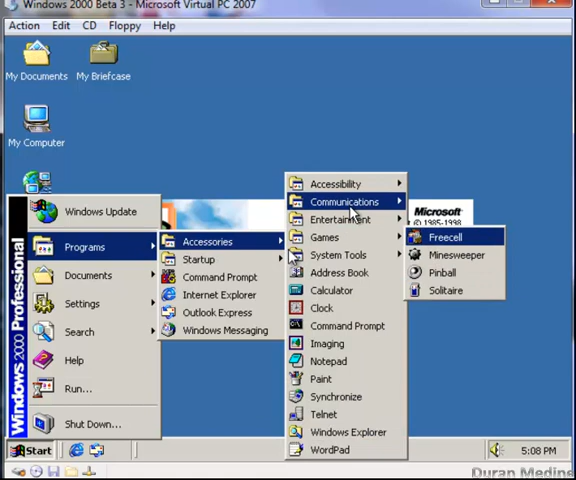 Windows 2000 Beta 3 - Microsoft Virtual PC 2007
Action Edit CD Floppy Help
My Documents
My Briefcase
My Computer
Microsoft
© 1985-1998
Windows 2000 Professional
Windows Update
Programs
Documents
Settings
Search
Help
Run...
Shut Down...
Accessories
Startup
Command Prompt
Internet Explorer
Outlook Express
Windows Messaging
Accessibility
Communications
Entertainment
Games
System Tools
Address Book
Calculator
Clock
Command Prompt
Imaging
Notepad
Paint
Synchronize
Telnet
Windows Explorer
WordPad
Freecell
Minesweeper
Pinball
Solitaire
Start
5:08 PM
Duran Medins